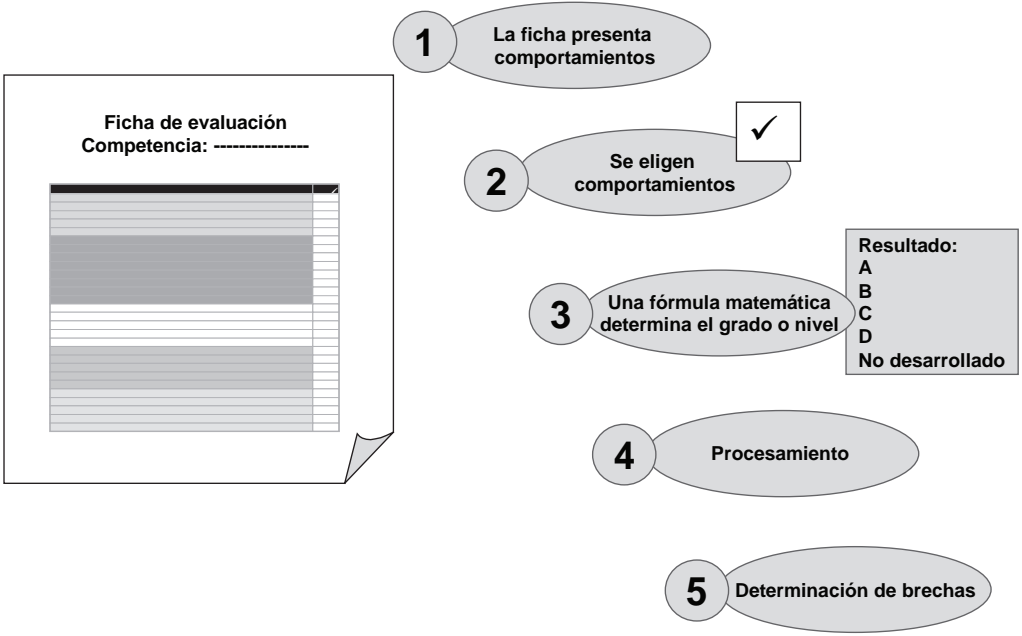 Ficha de evaluación
Competencia: ---------------
1
La ficha presenta
comportamientos
2
Se eligen
comportamientos
✓
3
Una fórmula matemática
determina el grado o nivel
Resultado:
A
B
C
D
No desarrollado
4
Procesamiento
5
Determinación de brechas